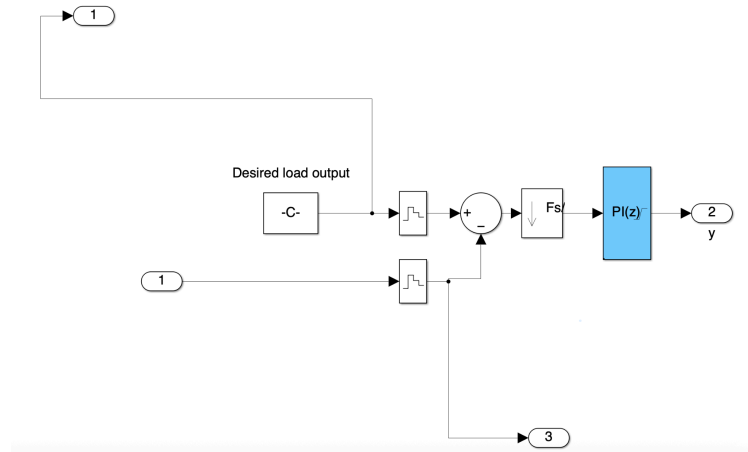 1
Desired load output
-C-
+
−
Fs/
PI(z)
2
y
1
3